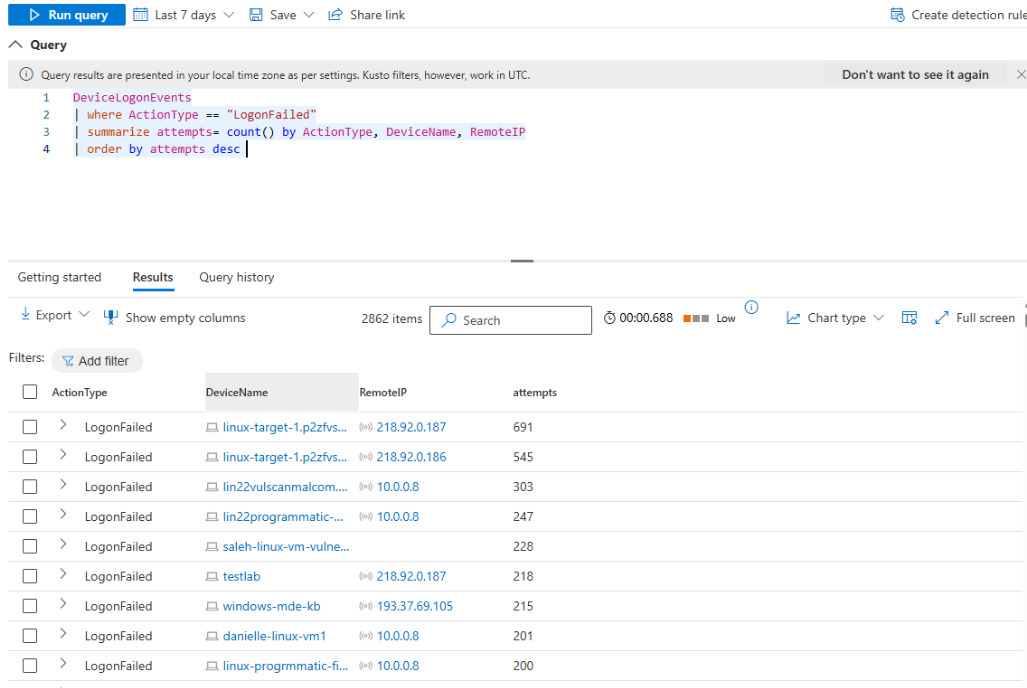 Run query Last 7 days Save Share link Create detection rule
Query
Query results are presented in your local time zone as per settings. Kusto filters, however, work in UTC. Don't want to see it again
1 DeviceLogonEvents
2 | where ActionType == "LogonFailed"
3 | summarize attempts= count() by ActionType, DeviceName, RemoteIP
4 | order by attempts desc
Getting started Results Query history
Export Show empty columns 2862 items Search 00:00.688 Low Chart type Full screen
Filters: Add filter
ActionType DeviceName RemoteIP attempts
LogonFailed linux-target-1.p2zfvs... 218.92.0.187 691
LogonFailed linux-target-1.p2zfvs... 218.92.0.186 545
LogonFailed lin22vulscanmalcom.... 10.0.0.8 303
LogonFailed lin22programmatic-... 10.0.0.8 247
LogonFailed saleh-linux-vm-vulne... 228
LogonFailed testlab 218.92.0.187 218
LogonFailed windows-mde-kb 193.37.69.105 215
LogonFailed danielle-linux-vm1 10.0.0.8 201
LogonFailed linux-progrmmatic-fi... 10.0.0.8 200